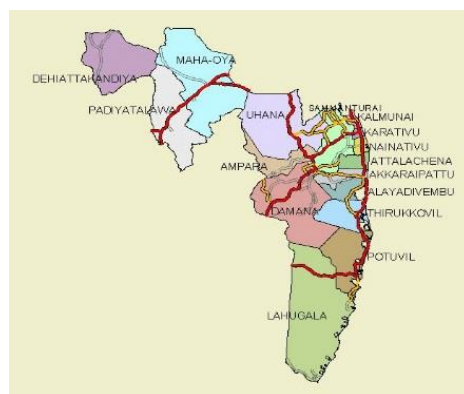 MAHA-OYA
DEHIATTAKANDIYA
PADIYATALAWA
UHANA
SAMMANTURAI
KALMUNAI
KARATIVU
NAINATIVU
ATTALACHENA
AMPARA
AKKARAIPATTU
ALAYADIVEMBU
DAMANA
THIRUKKOVIL
POTUVIL
LAHUGALA